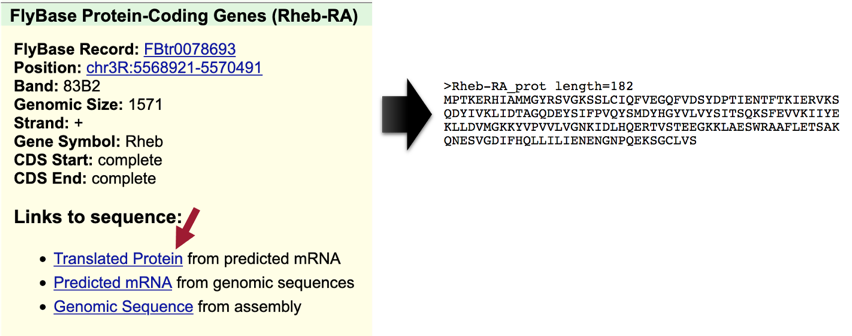 FlyBase Protein-Coding Genes (Rheb-RA)
FlyBase Record: FBtr0078693
Position: chr3R:5568921-5570491
Band: 83B2
Genomic Size: 1571
Strand: +
Gene Symbol: Rheb
CDS Start: complete
CDS End: complete
Links to sequence:
• Translated Protein from predicted mRNA
• Predicted mRNA from genomic sequences
• Genomic Sequence from assembly
>Rheb-RA_prot length=182
MPTKERHIAMMGYRSVGKSSLCIQFVEGQFVDSYDPTIENTFTKIERVKS
QDYIVKLIDTAGQDEYSIFPVQYSMDYHGYVLVYSITSQKSFEVVKIIYE
KLLDVMGKKYVPVVLVGNKIDLHQERTVSTEEGKKLAESWRAAFLETSAK
QNESVGDIFHQLLILIENENGNPQEKSGCLVS